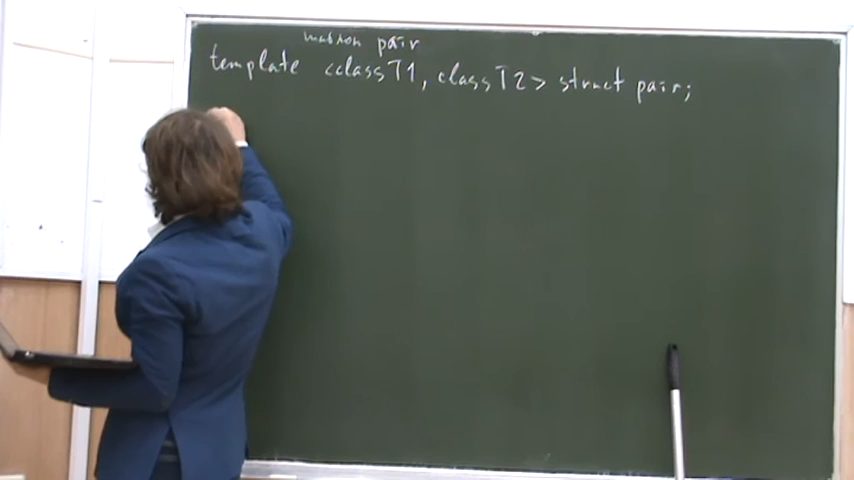 шаблон pair
template <class T1, class T2> struct pair;